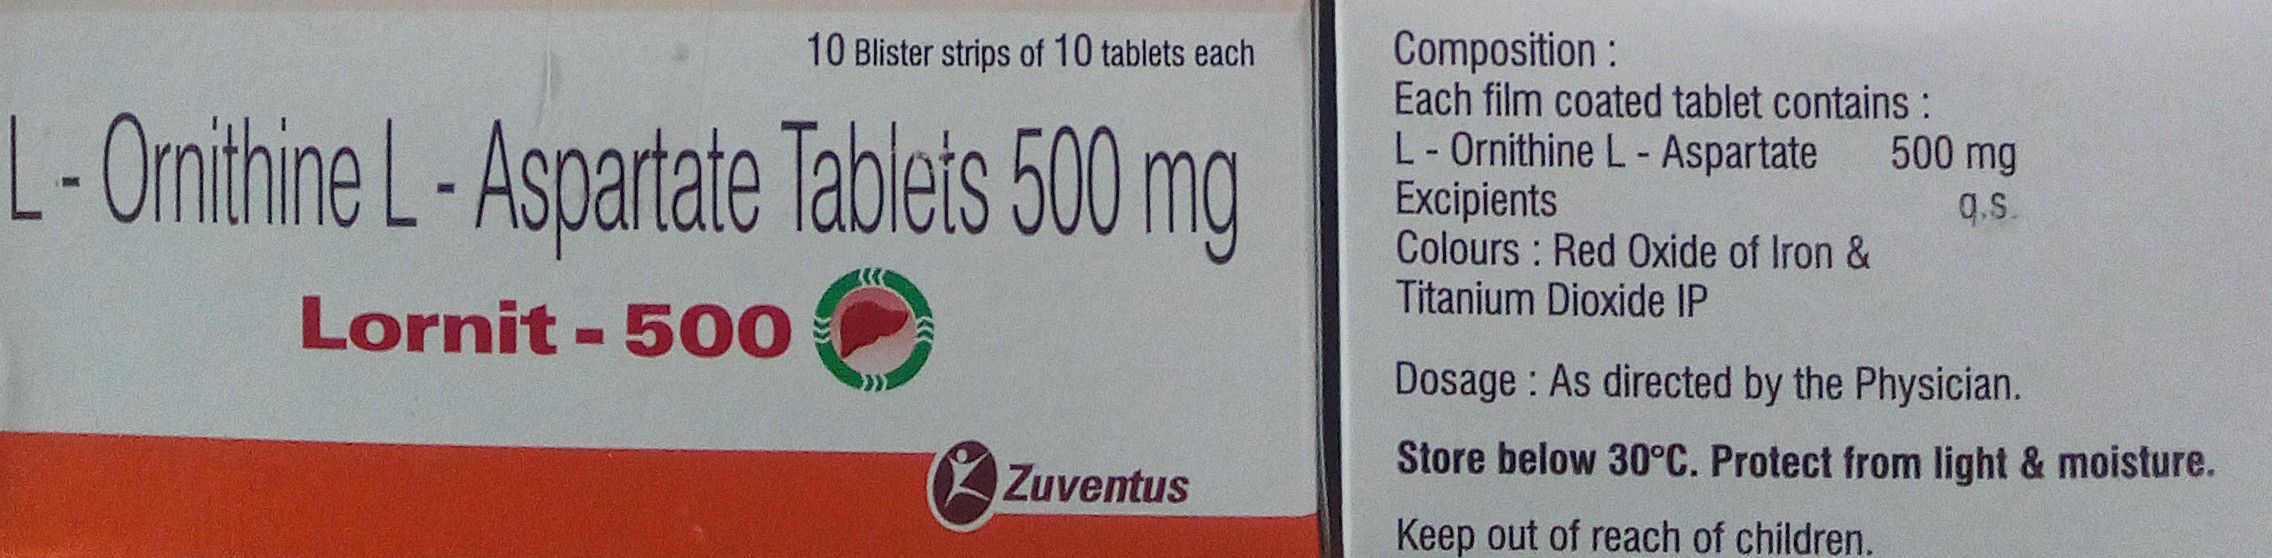 10 Blister strips of 10 tablets each
L - Ornithine L - Aspartate Tablets 500 mg
Lornit - 500
Zuventus
Composition :
Each film coated tablet contains :
L - Ornithine L - Aspartate 500 mg
Excipients q.s.
Colours : Red Oxide of Iron &
Titanium Dioxide IP
Dosage : As directed by the Physician.
Store below 30°C. Protect from light & moisture.
Keep out of reach of children.